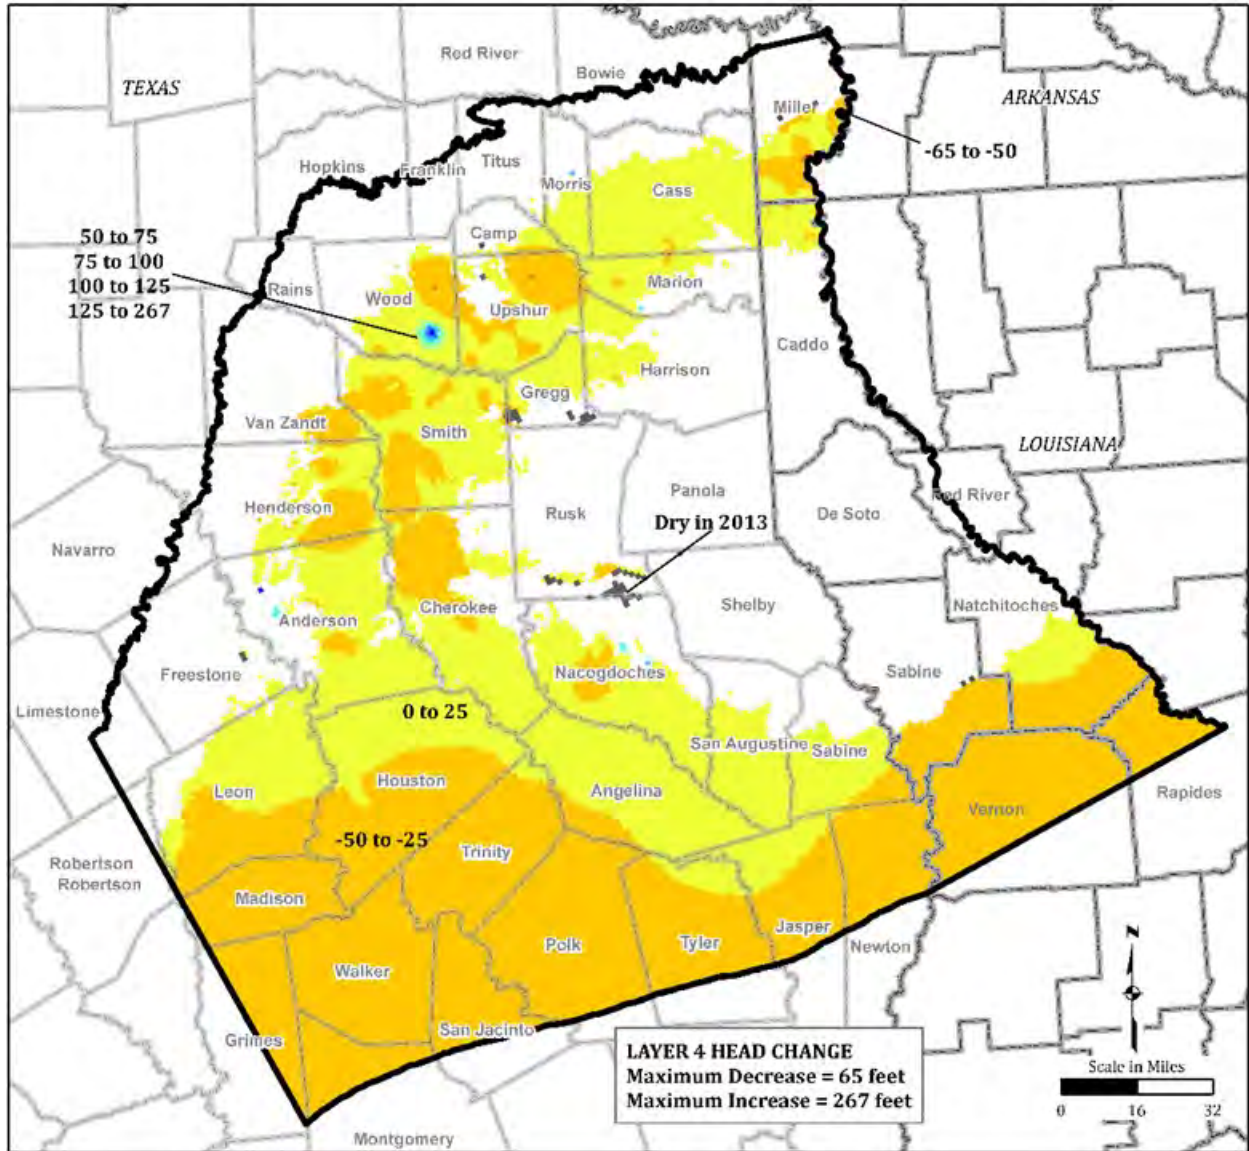 Red River
Bowie
TEXAS
ARKANSAS
Miller
-65 to -50
Hopkins
Franklin
Titus
Morris
Cass
50 to 75
75 to 100
100 to 125
125 to 267
Camp
Rains
Wood
Upshur
Marion
Caddo
Harrison
Gregg
Van Zandt
Smith
LOUISIANA
Henderson
Rusk
Panola
Red River
De Soto
Dry in 2013
Navarro
Anderson
Cherokee
Shelby
Natchitoches
Freestone
Nacogdoches
Sabine
Limestone
0 to 25
San Augustine
Sabine
Leon
Houston
Angelina
Vernon
Rapides
-50 to -25
Trinity
Robertson
Robertson
Madison
Jasper
Polk
Tyler
Newton
Walker
N
Grimes
San Jacinto
LAYER 4 HEAD CHANGE
Maximum Decrease = 65 feet
Maximum Increase = 267 feet
Scale in Miles
0 16 32
Montgomery